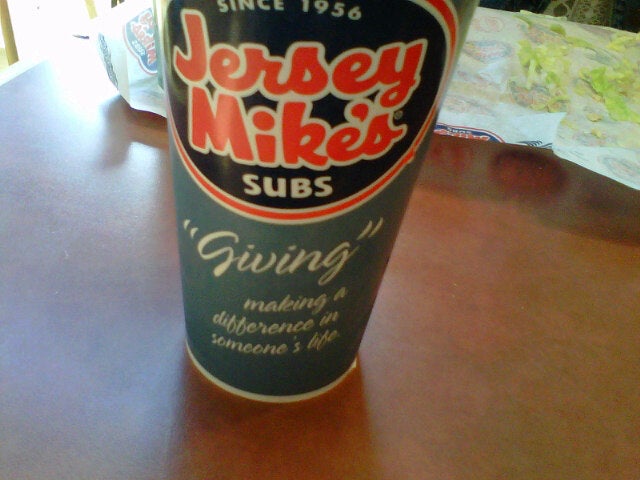 SINCE 1956
Jersey
Mike's®
SUBS
"Giving"
making a
difference in
someone's life.